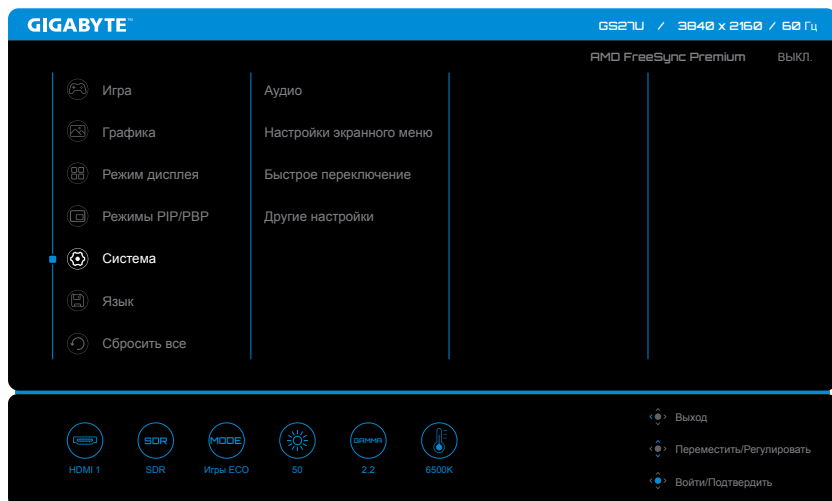 GIGABYTE™
GS27U / 3840 x 2160 / 60 Гц
AMD FreeSync Premium ВЫКЛ.
Игра
Графика
Режим дисплея
Режимы PIP/PBP
Система
Язык
Сбросить все
Аудио
Настройки экранного меню
Быстрое переключение
Другие настройки
SDR
MODE
GAMMA
HDMI 1
SDR
Игры ECO
50
2.2
6500K
Выход
Переместить/Регулировать
Войти/Подтвердить